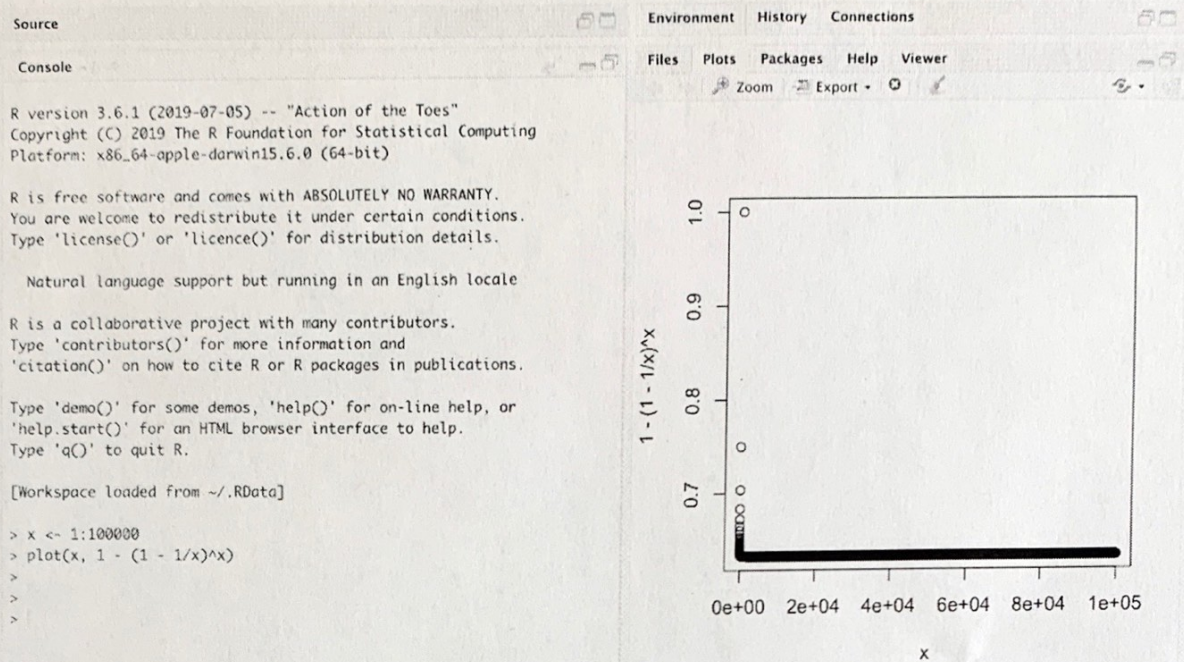 Source
Console
R version 3.6.1 (2019-07-05) -- "Action of the Toes"
Copyright (C) 2019 The R Foundation for Statistical Computing
Platform: x86_64-apple-darwin15.6.0 (64-bit)
R is free software and comes with ABSOLUTELY NO WARRANTY.
You are welcome to redistribute it under certain conditions.
Type 'license()' or 'licence()' for distribution details.
Natural language support but running in an English locale
R is a collaborative project with many contributors.
Type 'contributors()' for more information and
'citation()' on how to cite R or R packages in publications.
Type 'demo()' for some demos, 'help()' for on-line help, or
'help.start()' for an HTML browser interface to help.
Type 'q()' to quit R.
[Workspace loaded from ~/.RData]
> x <- 1:100000
> plot(x, 1 - (1 - 1/x)^x)
>
>
>
Environment History Connections
Files Plots Packages Help Viewer
Zoom Export
1 - (1 - 1/x)^x
1.0
0.9
0.8
0.7
0e+00 2e+04 4e+04 6e+04 8e+04 1e+05
x